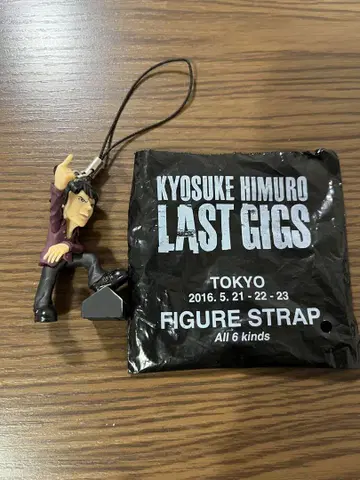 KYOSUKE HIMURO
LAST GIGS
TOKYO
2016. 5. 21 - 22 - 23
FIGURE STRAP
All 6 kinds